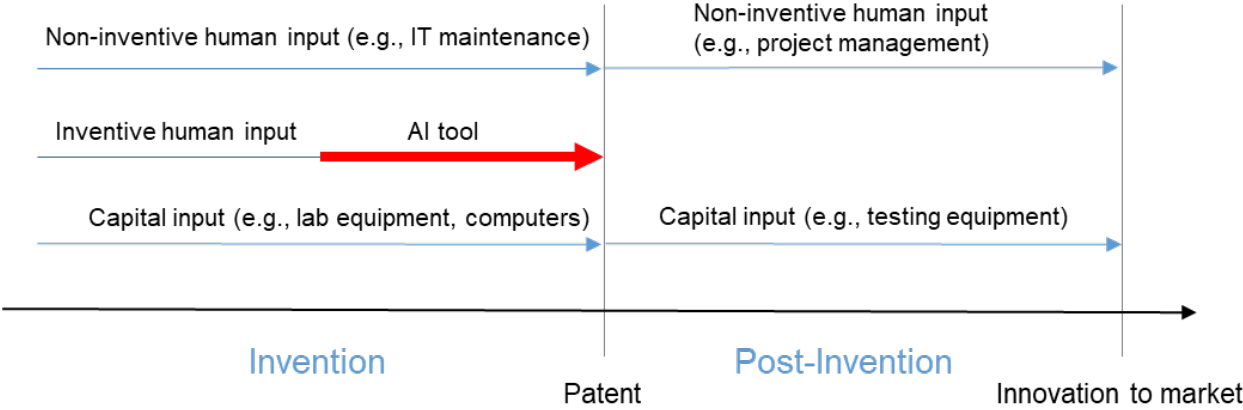 Non-inventive human input (e.g., IT maintenance)
Non-inventive human input
(e.g., project management)
Inventive human input
AI tool
Capital input (e.g., lab equipment, computers)
Capital input (e.g., testing equipment)
Invention
Post-Invention
Patent
Innovation to market